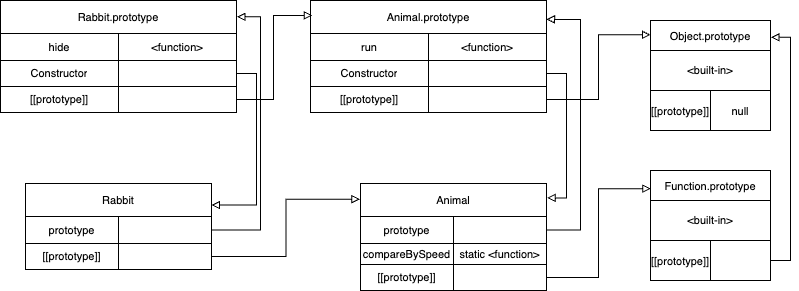 Rabbit.prototype
hide <function>
Constructor
[[prototype]]
Animal.prototype
run <function>
Constructor
[[prototype]]
Object.prototype
<built-in>
[[prototype]] null
Rabbit
prototype
[[prototype]]
Animal
prototype
compareBySpeed static <function>
[[prototype]]
Function.prototype
<built-in>
[[prototype]]